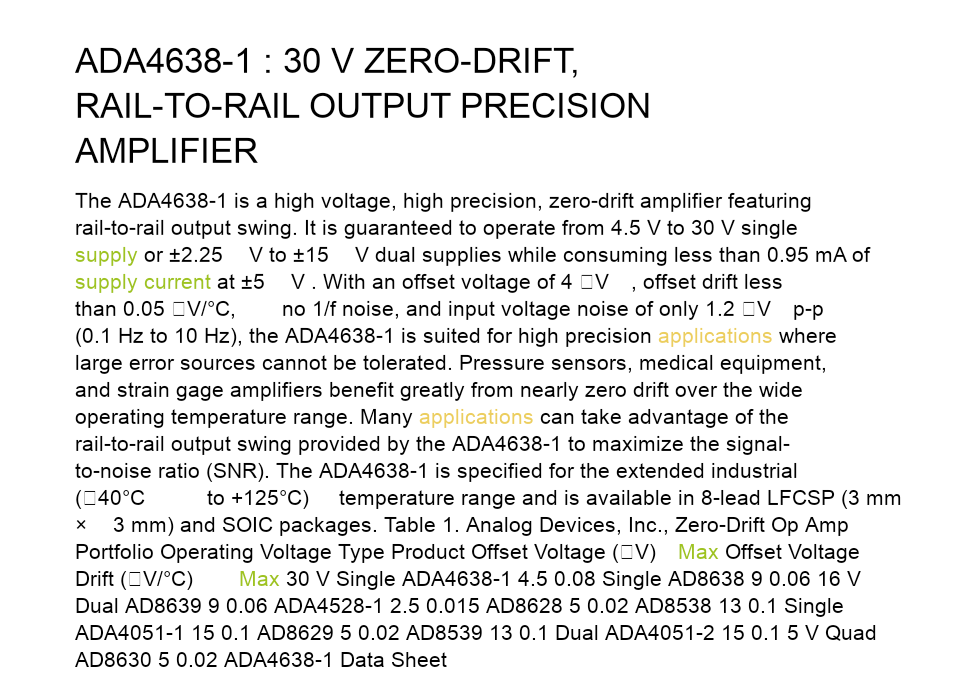 ADA4638-1 : 30 V ZERO-DRIFT,
RAIL-TO-RAIL OUTPUT PRECISION
AMPLIFIER
The ADA4638-1 is a high voltage, high precision, zero-drift amplifier featuring
rail-to-rail output swing. It is guaranteed to operate from 4.5 V to 30 V single
supply or ±2.25 V to ±15 V dual supplies while consuming less than 0.95 mA of
supply current at ±5 V . With an offset voltage of 4 □V , offset drift less
than 0.05 □V/°C, no 1/f noise, and input voltage noise of only 1.2 □V p-p
(0.1 Hz to 10 Hz), the ADA4638-1 is suited for high precision applications where
large error sources cannot be tolerated. Pressure sensors, medical equipment,
and strain gage amplifiers benefit greatly from nearly zero drift over the wide
operating temperature range. Many applications can take advantage of the
rail-to-rail output swing provided by the ADA4638-1 to maximize the signal-
to-noise ratio (SNR). The ADA4638-1 is specified for the extended industrial
(□40°C to +125°C) temperature range and is available in 8-lead LFCSP (3 mm
× 3 mm) and SOIC packages. Table 1. Analog Devices, Inc., Zero-Drift Op Amp
Portfolio Operating Voltage Type Product Offset Voltage (□V) Max Offset Voltage
Drift (□V/°C) Max 30 V Single ADA4638-1 4.5 0.08 Single AD8638 9 0.06 16 V
Dual AD8639 9 0.06 ADA4528-1 2.5 0.015 AD8628 5 0.02 AD8538 13 0.1 Single
ADA4051-1 15 0.1 AD8629 5 0.02 AD8539 13 0.1 Dual ADA4051-2 15 0.1 5 V Quad
AD8630 5 0.02 ADA4638-1 Data Sheet